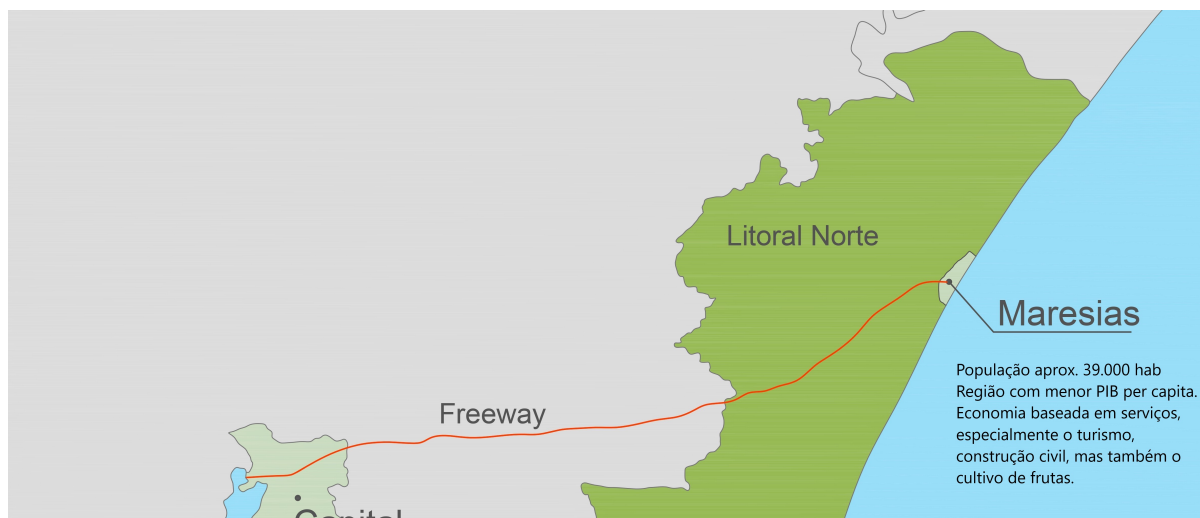 Litoral Norte
Maresias
População aprox. 39.000 hab
Região com menor PIB per capita.
Economia baseada em serviços,
especialmente o turismo,
construção civil, mas também o
cultivo de frutas.
Freeway
Capital